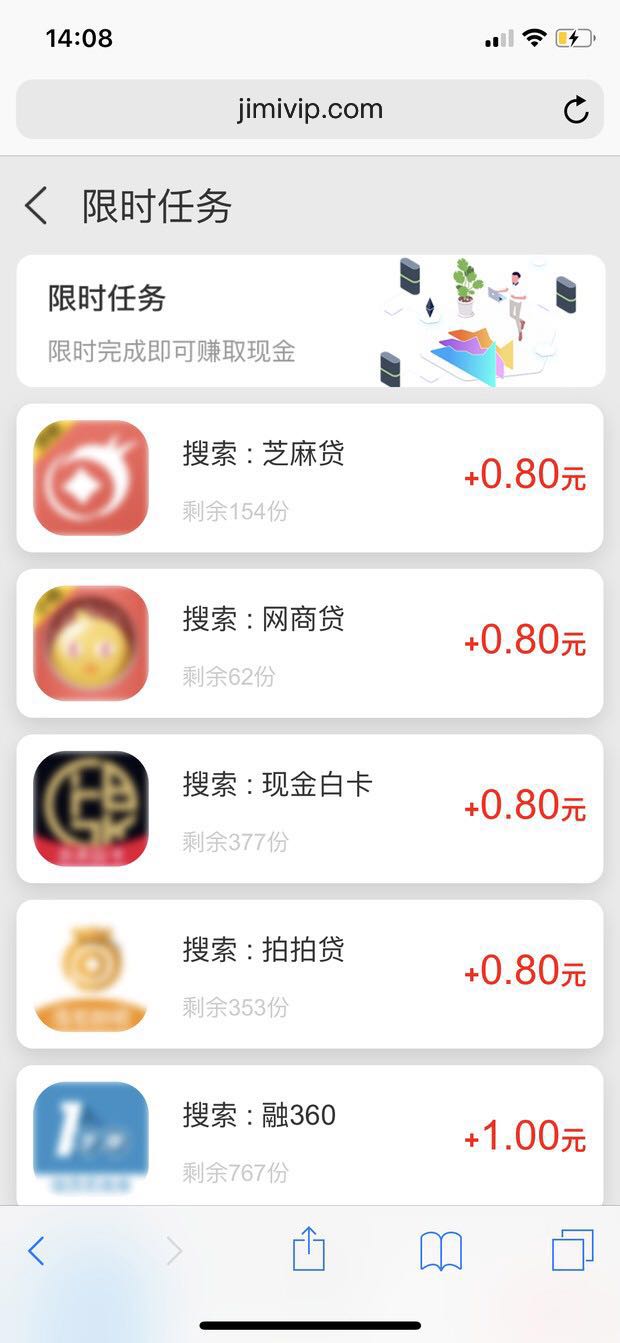 14:08
jimivip.com
限时任务
限时任务
限时完成即可赚取现金
搜索：芝麻贷
+0.80元
剩余154份
搜索：网商贷
+0.80元
剩余62份
搜索：现金白卡
+0.80元
剩余377份
搜索：拍拍贷
+0.80元
剩余353份
搜索：融360
+1.00元
剩余767份